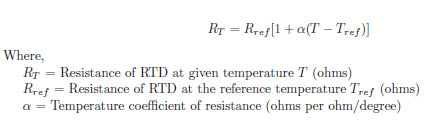 R_T = R_ref[1 + α(T − T_ref)]
Where,
R_T = Resistance of RTD at given temperature T (ohms)
R_ref = Resistance of RTD at the reference temperature T_ref (ohms)
α = Temperature coefficient of resistance (ohms per ohm/degree)